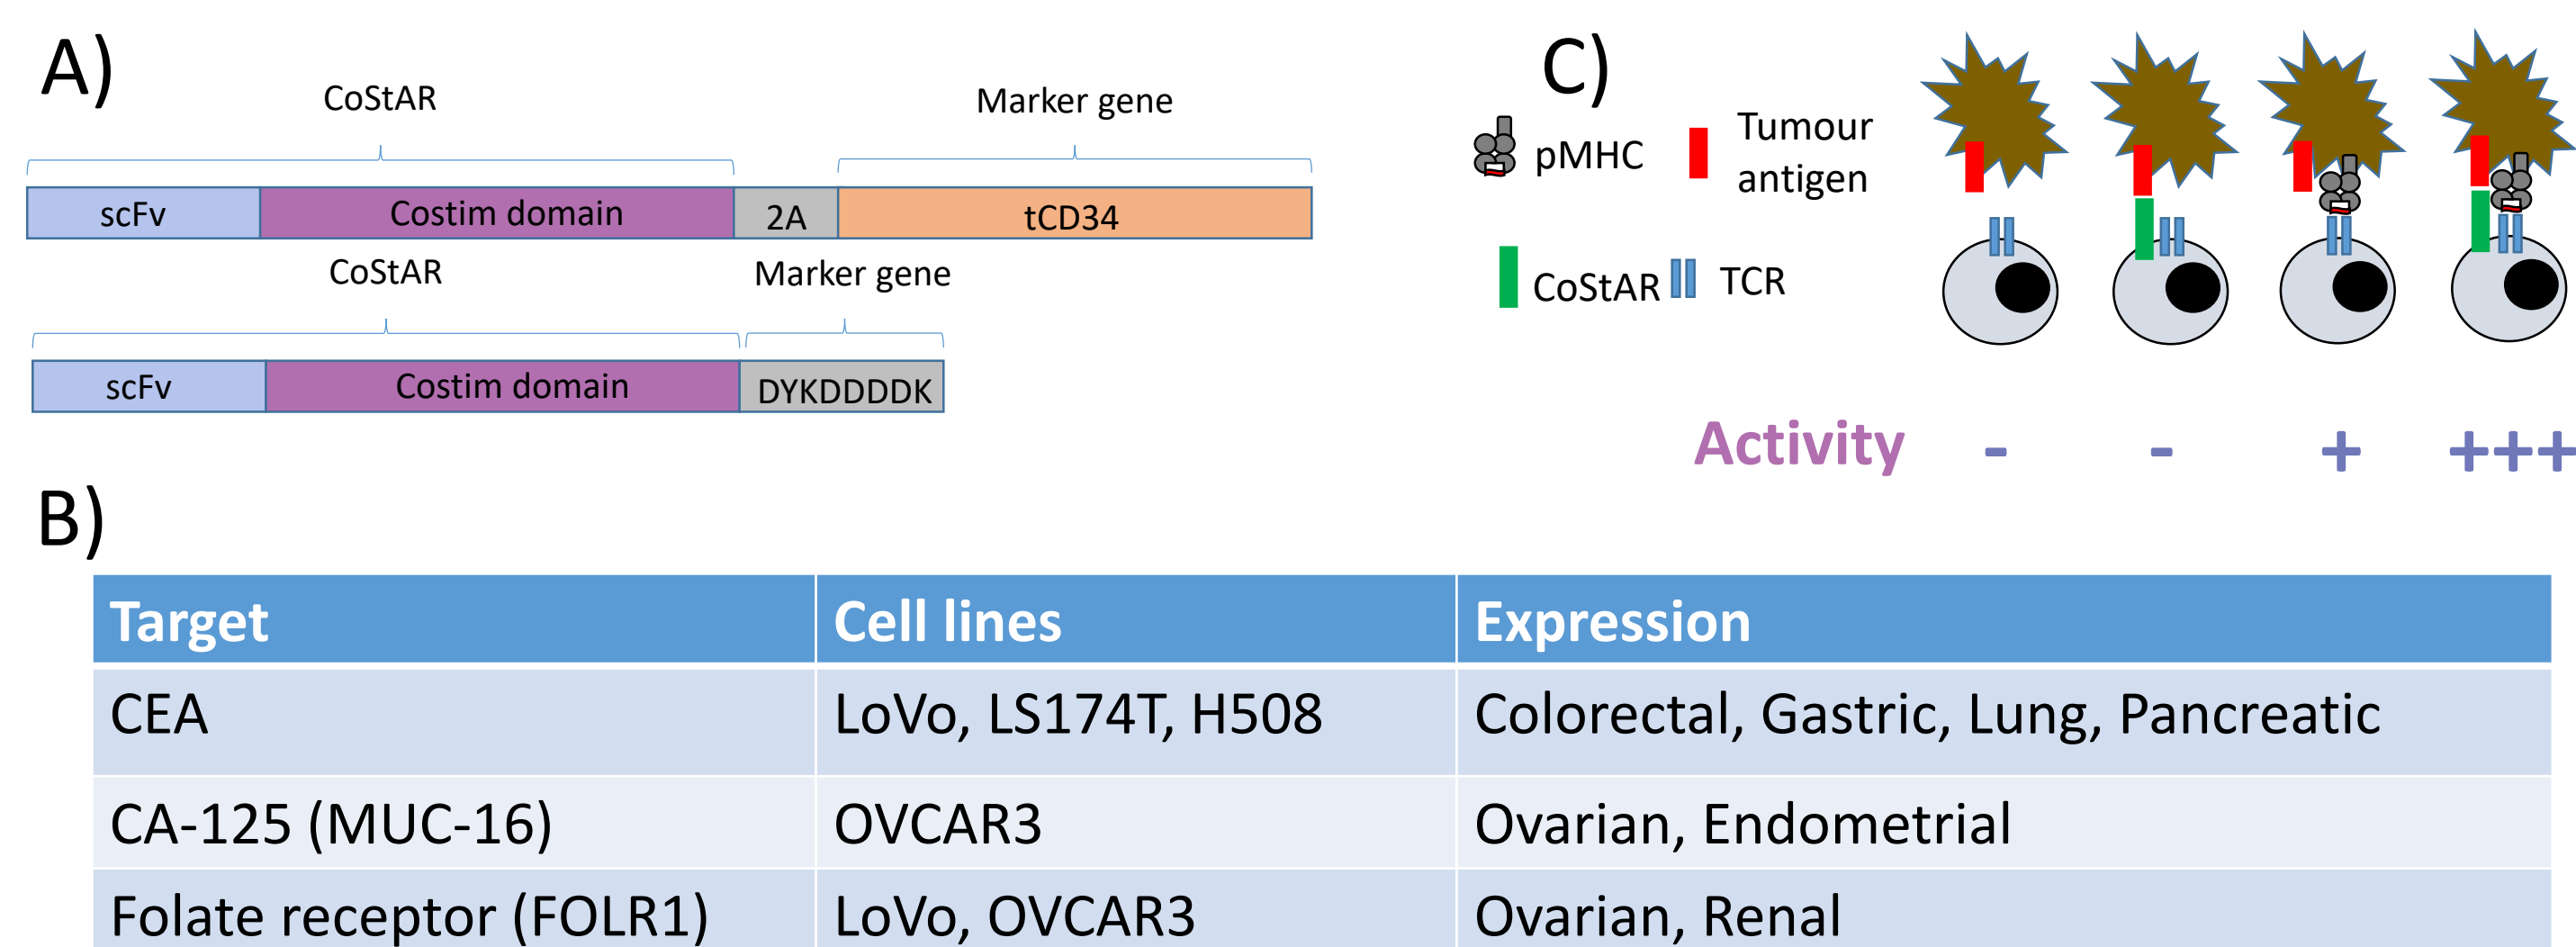 A)
CoStAR
Marker gene
scFv
Costim domain
2A
tCD34
CoStAR
Marker gene
scFv
Costim domain
DYKDDDDK
C)
pMHC
Tumour
antigen
CoStAR
TCR
Activity - - + +++
B)
Target Cell lines Expression
CEA LoVo, LS174T, H508 Colorectal, Gastric, Lung, Pancreatic
CA-125 (MUC-16) OVCAR3 Ovarian, Endometrial
Folate receptor (FOLR1) LoVo, OVCAR3 Ovarian, Renal